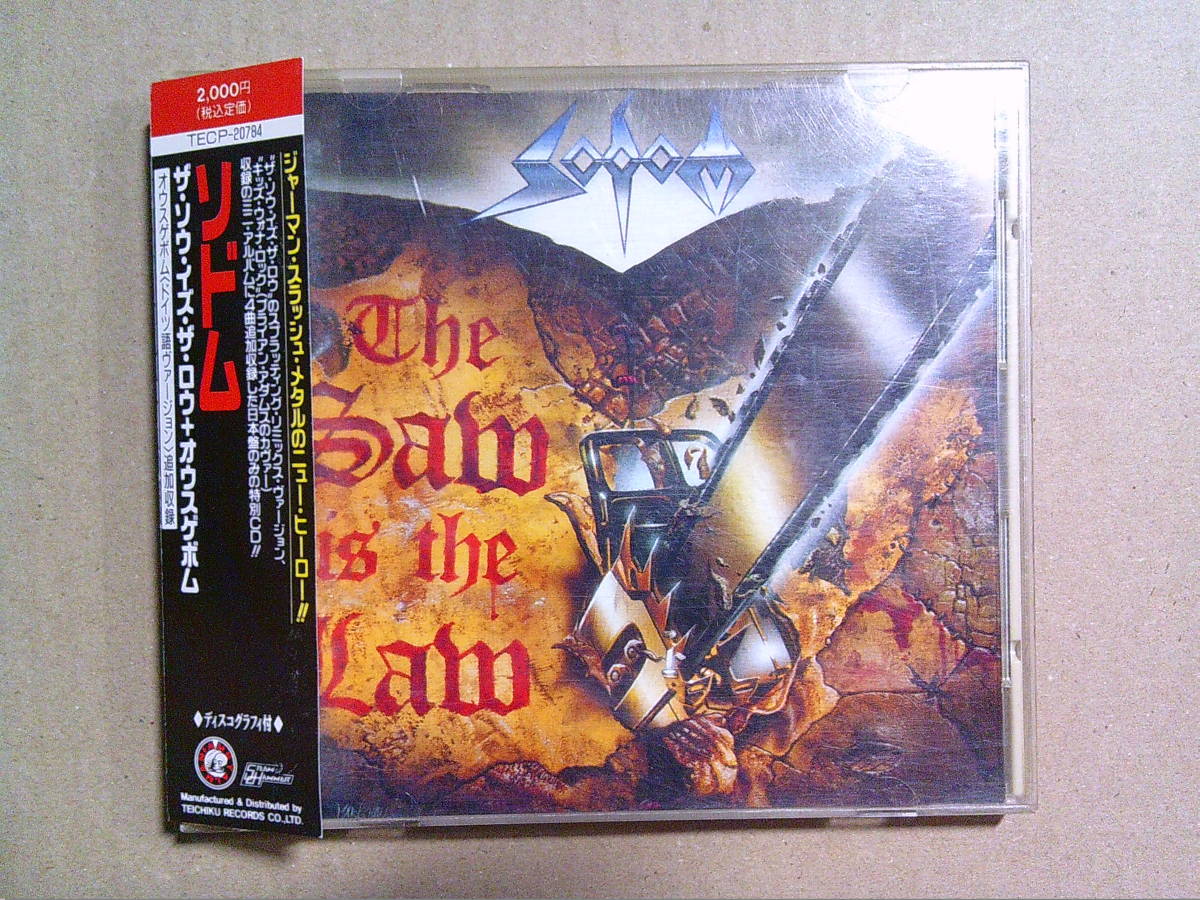 2,000円
(税込定価)
TECP-20784
ジャーマン・スラッシュ・メタルのニュー・ヒーロー!!
“ザ・ソウ・イズ・ザ・ロウ”のスプラッティング・リミックス・ヴァージョン、
“キッズ・ウォナ・ロック”(ブライアン・アダムスのカヴァー)
収録のミニ・アルバムに4曲追加収録した日本盤のみの特別CD!!
ソドム
ザ・ソウ・イズ・ザ・ロウ+オウスゲボム
オウスゲボム〈ドイツ語ヴァージョン〉追加収録
◆ディスコグラフィ付◆
STEAMHAMMER
Manufactured & Distributed by
TEICHIKU RECORDS CO.,LTD.
SODOM
The
Saw
is the
Law